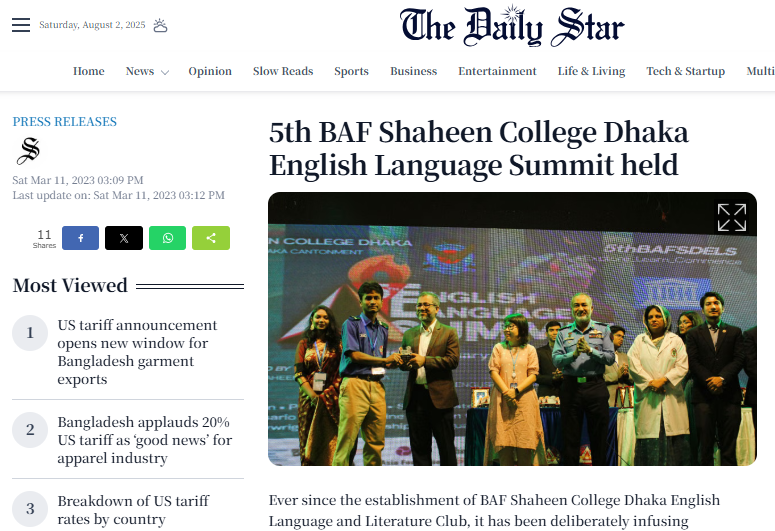 Saturday, August 2, 2025
The Daily Star
Home News Opinion Slow Reads Sports Business Entertainment Life & Living Tech & Startup Multi
PRESS RELEASES
S
Sat Mar 11, 2023 03:09 PM
Last update on: Sat Mar 11, 2023 03:12 PM
11
Shares
Most Viewed
1
US tariff announcement
opens new window for
Bangladesh garment
exports
2
Bangladesh applauds 20%
US tariff as ‘good news’ for
apparel industry
3
Breakdown of US tariff
rates by country
5th BAF Shaheen College Dhaka
English Language Summit held
N COLLEGE DHAKA
AKA CANTONMENT
5thBAFSDELS
Explore_Learn_Commence
ENGLISH
LANGUAGE
Ever since the establishment of BAF Shaheen College Dhaka English
Language and Literature Club, it has been deliberately infusing